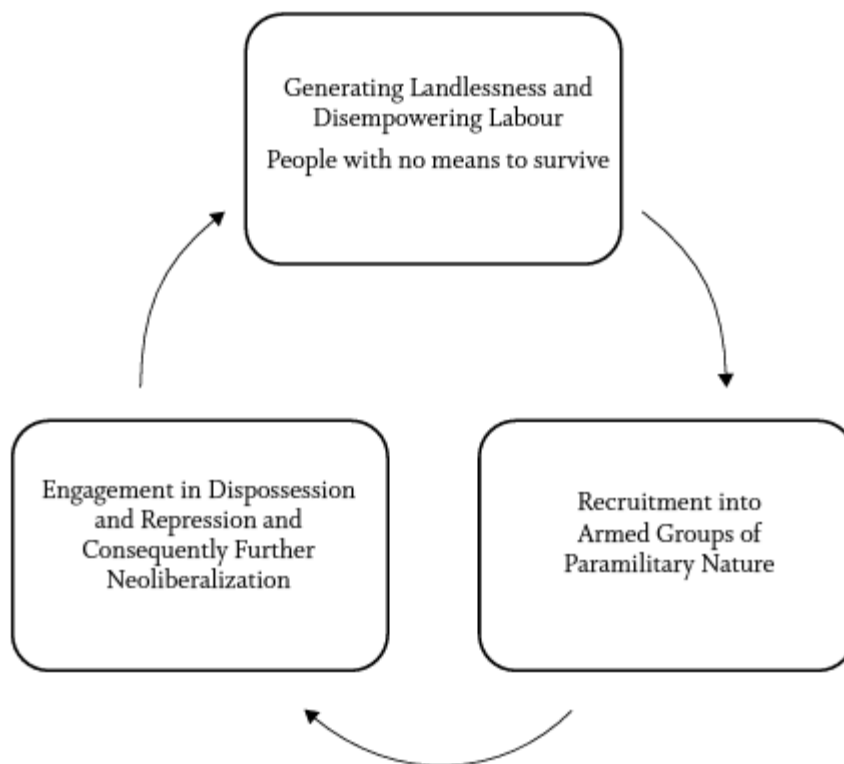 Generating Landlessness and
Disempowering Labour
People with no means to survive
Recruitment into
Armed Groups of
Paramilitary Nature
Engagement in Dispossession
and Repression and
Consequently Further
Neoliberalization